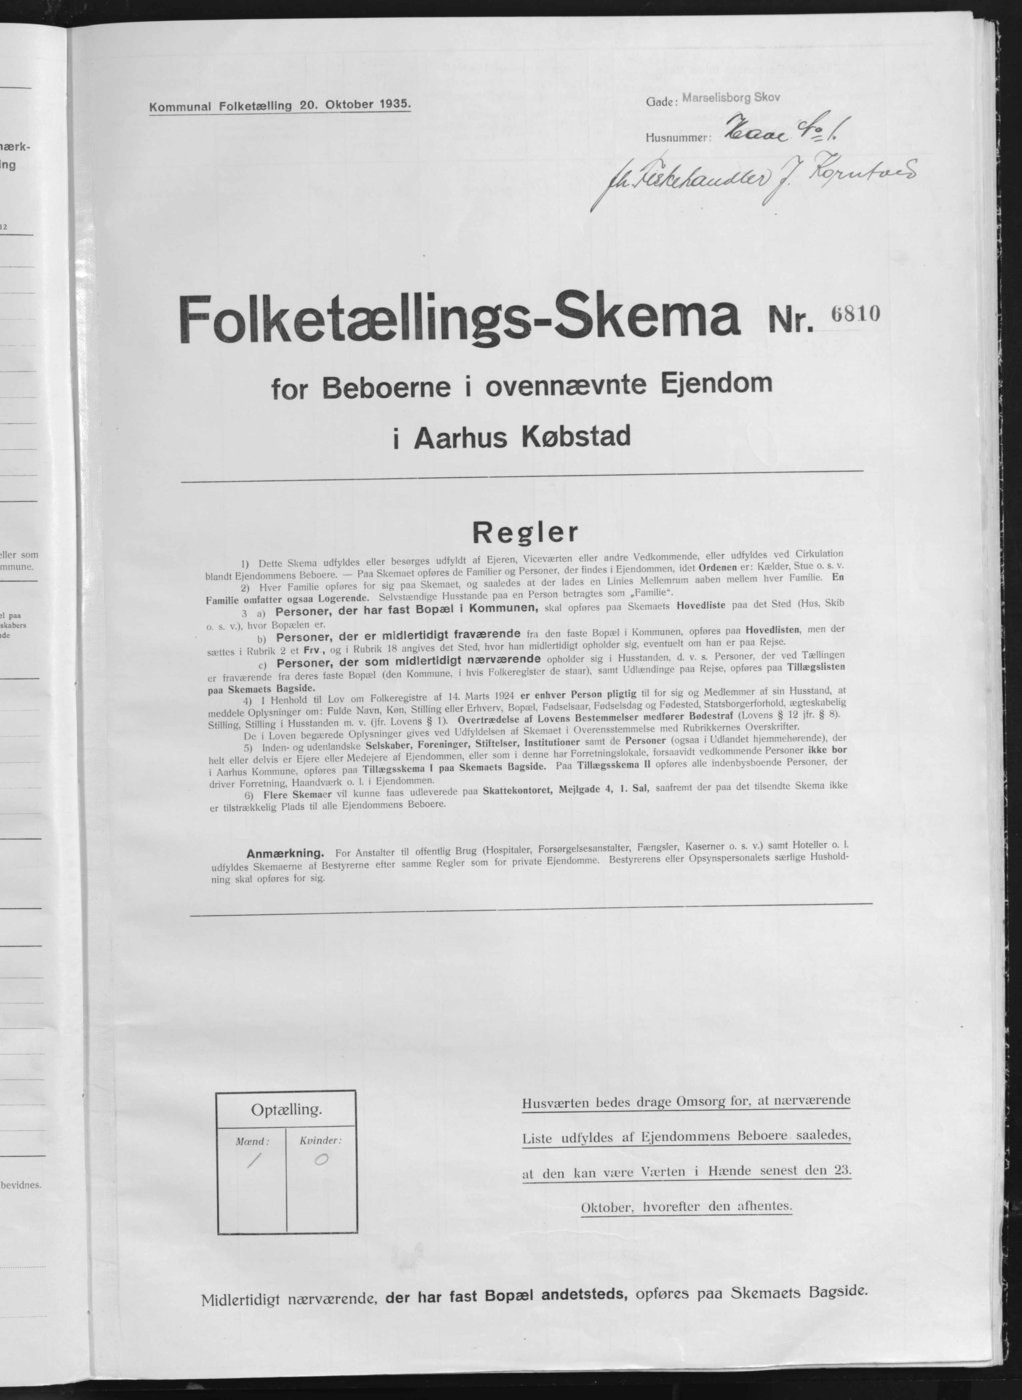 Kommunal Folketælling 20. Oktober 1935.
Gade: Marselisborg Skov
Husnummer: Have No 1.
fh. Fiskehandler J. Korntved
Folketællings-Skema Nr. 6810
for Beboerne i ovennævnte Ejendom
i Aarhus Købstad
Regler
1) Dette Skema udfyldes eller besørges udfyldt af Ejeren, Viceværten eller andre Vedkommende, eller udfyldes ved Cirkulation
blandt Ejendommens Beboere. — Paa Skemaet opføres de Familier og Personer, der findes i Ejendommen, idet Ordenen er: Kælder, Stue o. s. v.
2) Hver Familie opføres for sig paa Skemaet, og saaledes at der lades en Linies Mellemrum aaben mellem hver Familie. En
Familie omfatter ogsaa Logerende. Selvstændige Husstande paa en Person betragtes som „Familie“.
3 a) Personer, der har fast Bopæl i Kommunen, skal opføres paa Skemaets Hovedliste paa det Sted (Hus, Skib
o. s. v.), hvor Bopælen er.
b) Personer, der er midlertidigt fraværende fra den faste Bopæl i Kommunen, opføres paa Hovedlisten, men der
sættes i Rubrik 2 et Frv., og i Rubrik 18 angives det Sted, hvor han midlertidigt opholder sig, eventuelt om han er paa Rejse.
c) Personer, der som midlertidigt nærværende opholder sig i Husstanden, d. v. s. Personer, der ved Tællingen
er fraværende fra deres faste Bopæl (den Kommune, i hvis Folkeregister de staar), samt Udlændinge paa Rejse, opføres paa Tillægslisten
paa Skemaets Bagside.
4) I Henhold til Lov om Folkeregistre af 14. Marts 1924 er enhver Person pligtig til for sig og Medlemmer af sin Husstand, at
meddele Oplysninger om: Fulde Navn, Køn, Stilling eller Erhverv, Bopæl, Fødselsaar, Fødselsdag og Fødested, Statsborgerforhold, ægteskabelig
Stilling, Stilling i Husstanden m. v. (jfr. Lovens § 1). Overtrædelse af Lovens Bestemmelser medfører Bødestraf (Lovens § 12 jfr. § 8).
De i Loven begærede Oplysninger gives ved Udfyldelsen af Skemaet i Overensstemmelse med Rubrikkernes Overskrifter.
5) Inden- og udenlandske Selskaber, Foreninger, Stiftelser, Institutioner samt de Personer (ogsaa i Udlandet hjemmehørende), der
helt eller delvis er Ejere eller Medejere af Ejendommen, eller som i denne har Forretningslokale, forsaavidt vedkommende Personer ikke bor
i Aarhus Kommune, opføres paa Tillægsskema I paa Skemaets Bagside. Paa Tillægsskema II opføres alle indenbysboende Personer, der
driver Forretning, Haandværk o. l. i Ejendommen.
6) Flere Skemaer vil kunne faas udleverede paa Skattekontoret, Mejlgade 4, 1. Sal, saafremt der paa det tilsendte Skema ikke
er tilstrækkelig Plads til alle Ejendommens Beboere.
Anmærkning. For Anstalter til offentlig Brug (Hospitaler, Forsørgelsesanstalter, Fængsler, Kaserner o. s. v.) samt Hoteller o. l.
udfyldes Skemaerne af Bestyrerne efter samme Regler som for private Ejendomme. Bestyrerens eller Opsynspersonalets særlige Hushold-
ning skal opføres for sig.
Optælling.
Mænd: Kvinder:
1 0
Husværten bedes drage Omsorg for, at nærværende
Liste udfyldes af Ejendommens Beboere saaledes,
at den kan være Værten i Hænde senest den 23.
Oktober, hvorefter den afhentes.
Midlertidigt nærværende, der har fast Bopæl andetsteds, opføres paa Skemaets Bagside.